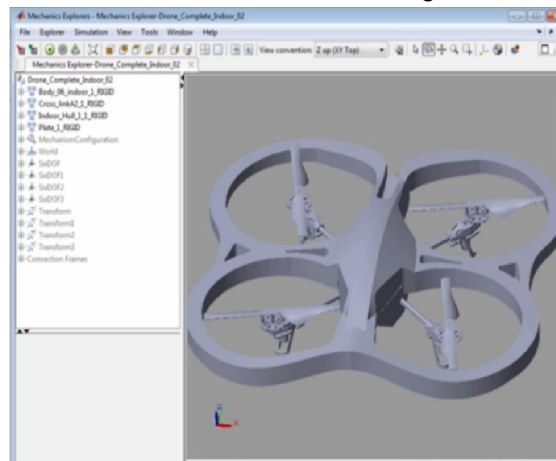 Mechanics Explorers - Mechanics Explorer-Drone_Complete_Indoor_02
File Explorer Simulation View Tools Window Help
View convention: Z up (XY Top)
Mechanics Explorer-Drone_Complete_Indoor_02
Drone_Complete_Indoor_02
Body_06_indoor_1_RIGID
Cross_linkA2_1_RIGID
Indoor_Hull_1_1_RIGID
Plate_1_RIGID
MechanismConfiguration
World
SixDOF
SixDOF1
SixDOF2
SixDOF3
Transform
Transform1
Transform2
Transform3
Connection Frames